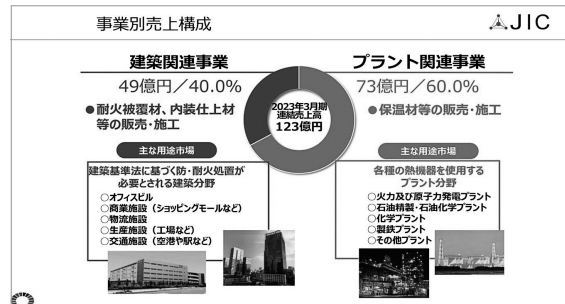 事業別売上構成
JIC
建築関連事業
49億円／40.0%
●耐火被覆材、内装仕上材
等の販売・施工
主な用途市場
建築基準法に基づく防・耐火処置が
必要とされる建築分野
○オフィスビル
○商業施設（ショッピングモールなど）
○物流施設
○生産施設（工場など）
○交通施設（空港や駅など）
2023年3月期
連結売上高
123億円
プラント関連事業
73億円／60.0%
●保温材等の販売・施工
主な用途市場
各種の熱機器を使用する
プラント分野
○火力及び原子力発電プラント
○石油精製・石油化学プラント
○化学プラント
○製鉄プラント
○その他プラント